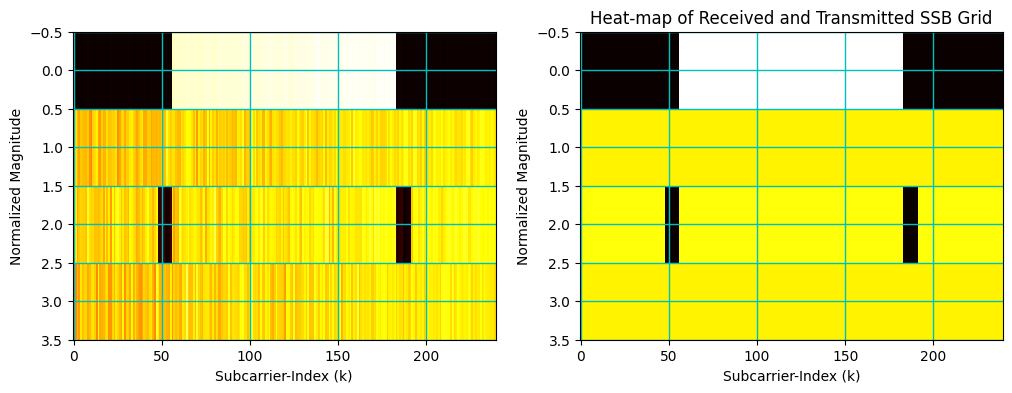 Heat-map of Received and Transmitted SSB Grid
Normalized Magnitude
−0.5
0.0
0.5
1.0
1.5
2.0
2.5
3.0
3.5
0 50 100 150 200
Subcarrier-Index (k)
Normalized Magnitude
−0.5
0.0
0.5
1.0
1.5
2.0
2.5
3.0
3.5
0 50 100 150 200
Subcarrier-Index (k)